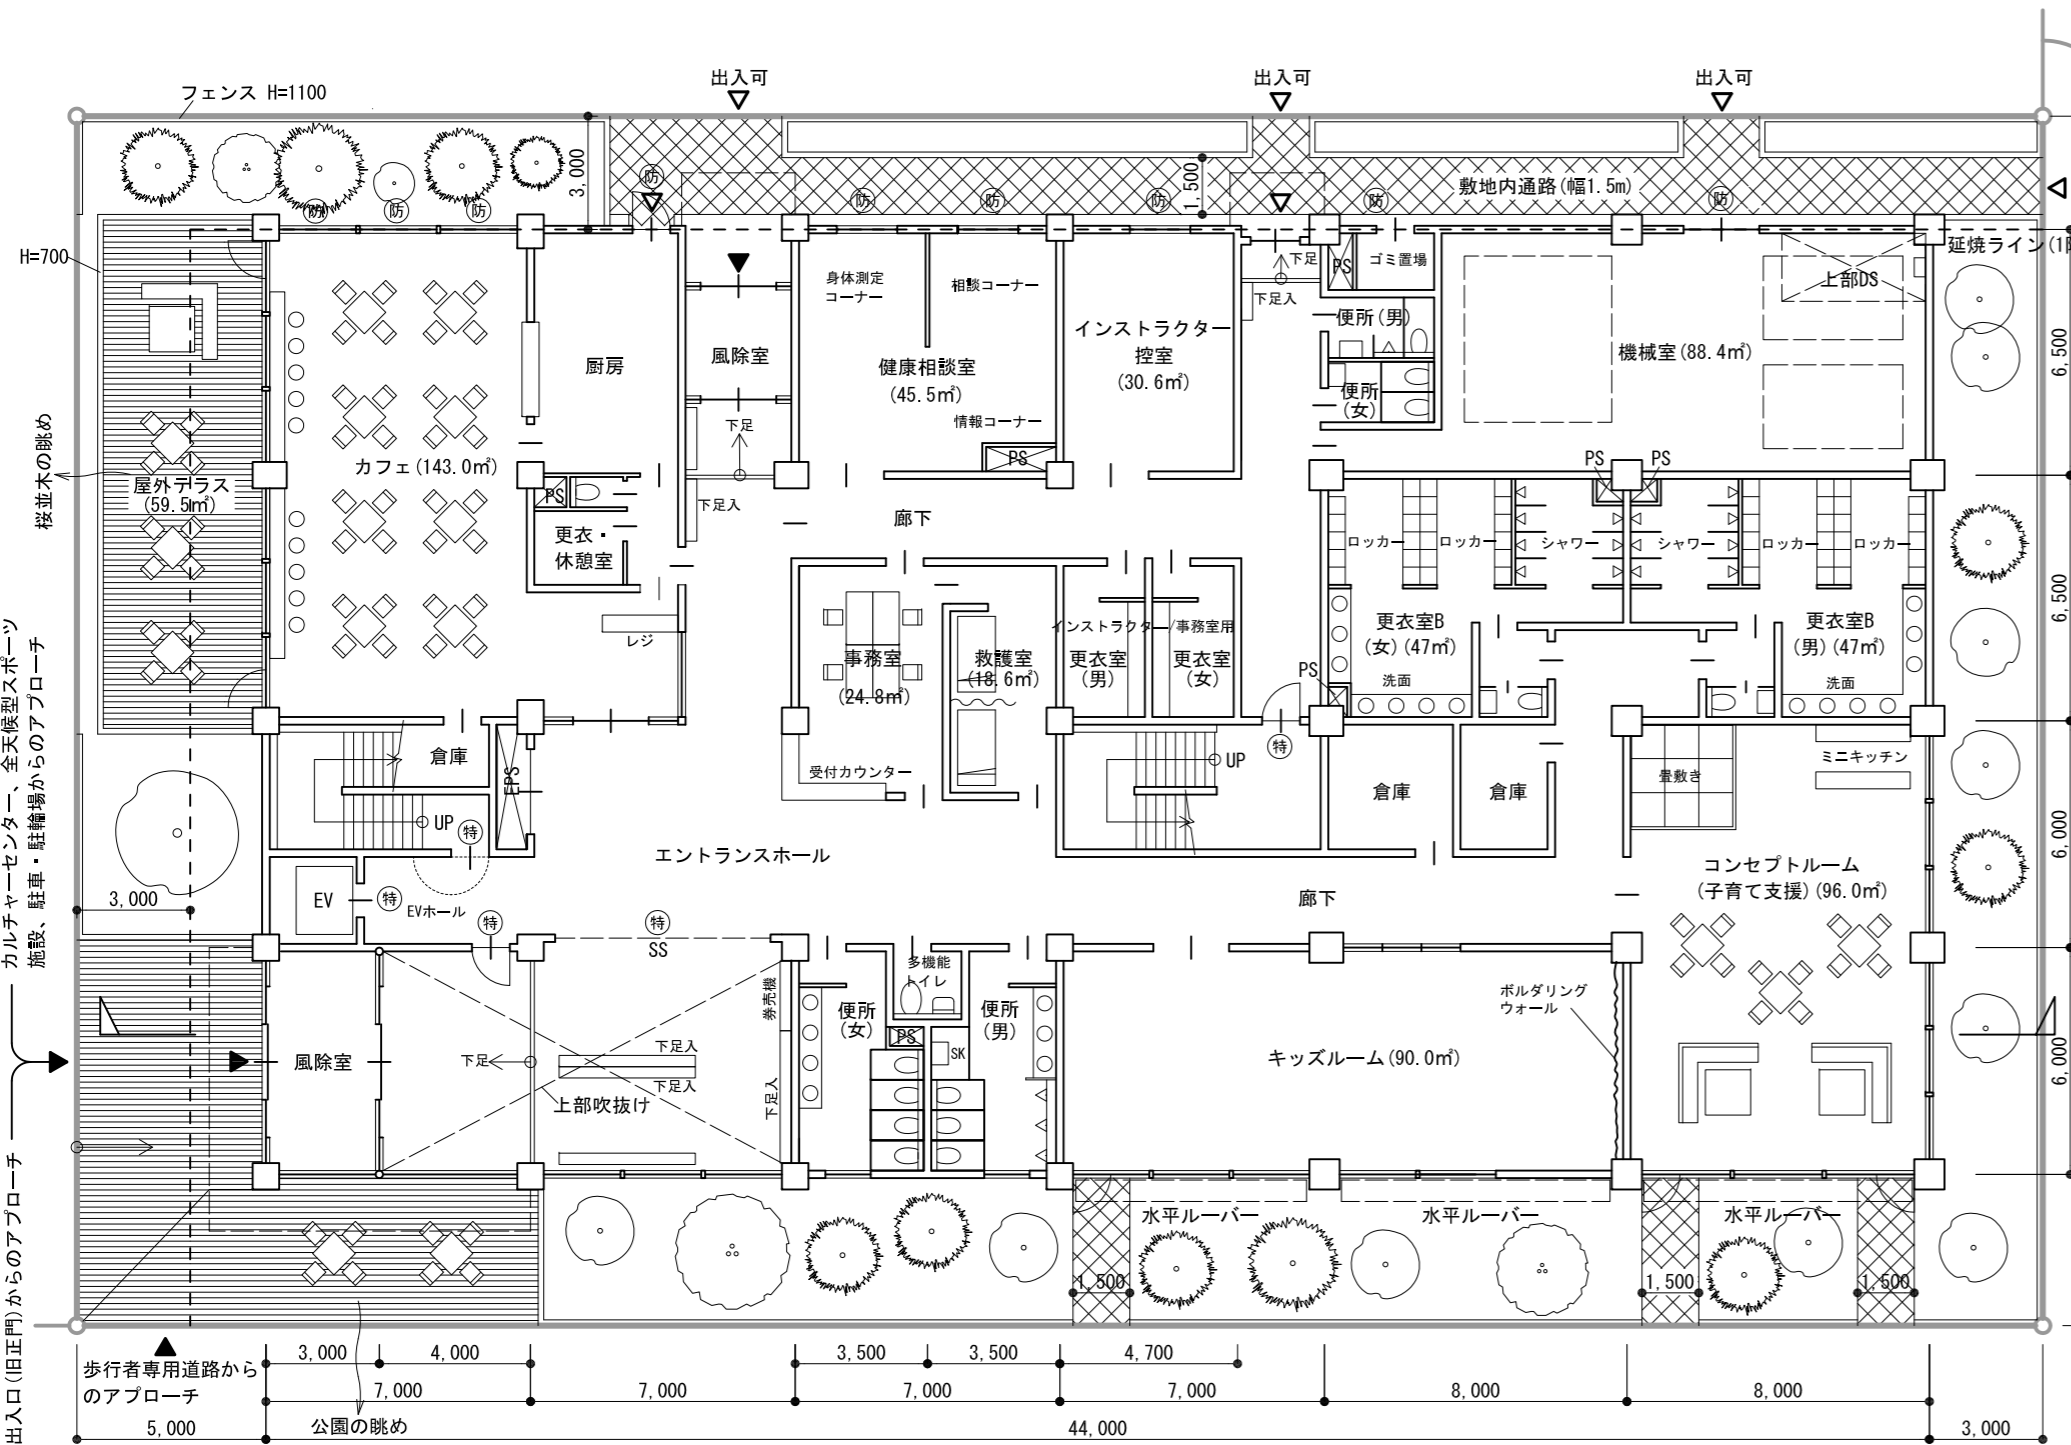 出入可
出入可
出入可
フェンス H=1100
3,000
防
防
防
防
防
防
防
防
防
1,500
敷地内通路(幅1.5m)
H=700
延焼ライン(1
下足
PS
ゴミ置場
上部DS
身体測定
コーナー
相談コーナー
下足入
インストラクター
控室
(30.6㎡)
便所(男)
厨房
風除室
健康相談室
(45.5㎡)
機械室(88.4㎡)
6,500
便所
(女)
情報コーナー
下足
桜並木の眺め
カフェ(143.0㎡)
PS
PS
PS
屋外テラス
(59.5㎡)
PS
下足入
廊下
更衣・
休憩室
ロッカー
ロッカー
シャワー
シャワー
ロッカー
ロッカー
6,500
レジ
事務室
(24.8㎡)
救護室
(18.6㎡)
インストラクター/事務室用
更衣室
(男)
更衣室
(女)
更衣室B
(女)(47㎡)
更衣室B
(男)(47㎡)
PS
洗面
洗面
カルチャーセンター、全天候型スポーツ
施設、駐車・駐輪場からのアプローチ
倉庫
EPS
受付カウンター
特
UP
ミニキッチン
畳敷き
倉庫
倉庫
UP
特
6,000
エントランスホール
コンセプトルーム
(子育て支援)(96.0㎡)
3,000
EV
特
EVホール
特
特
SS
廊下
多機能
トイレ
券売機
便所
(女)
便所
(男)
PS
SK
ボルダリング
ウォール
風除室
下足
下足入
下足入
下足入
上部吹抜け
キッズルーム(90.0㎡)
6,000
出入口(旧正門)からのアプローチ
水平ルーバー
水平ルーバー
水平ルーバー
1,500
1,500
1,500
歩行者専用道路から
のアプローチ
3,000
4,000
3,500
3,500
4,700
7,000
7,000
7,000
7,000
8,000
8,000
公園の眺め
5,000
44,000
3,000